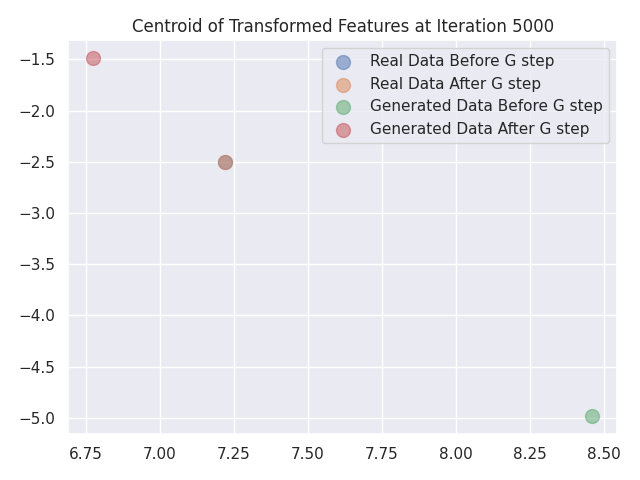 Centroid of Transformed Features at Iteration 5000
Real Data Before G step
Real Data After G step
Generated Data Before G step
Generated Data After G step
−1.5
−2.0
−2.5
−3.0
−3.5
−4.0
−4.5
−5.0
6.75 7.00 7.25 7.50 7.75 8.00 8.25 8.50